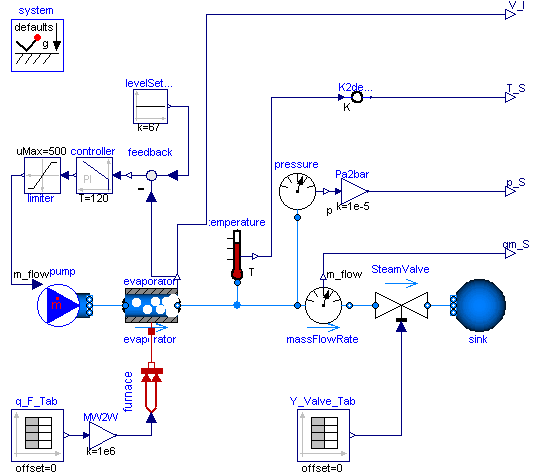 system
defaults
g
V_l
levelSet...
k=67
K2de...
K
T_S
uMax=500
controller
feedback
PI
limiter
T=120
pressure
Pa2bar
p
k=1e-5
p_S
temperature
T
qm_S
m_flow
pump
m
evaporator
evaporator
m_flow
massFlowRate
SteamValve
sink
furnace
q_F_Tab
MW2W
k=1e6
offset=0
Y_Valve_Tab
offset=0